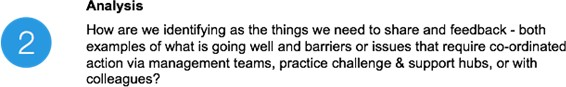 Analysis
2
How are we identifying as the things we need to share and feedback - both
examples of what is going well and barriers or issues that require co-ordinated
action via management teams, practice challenge & support hubs, or with
colleagues?